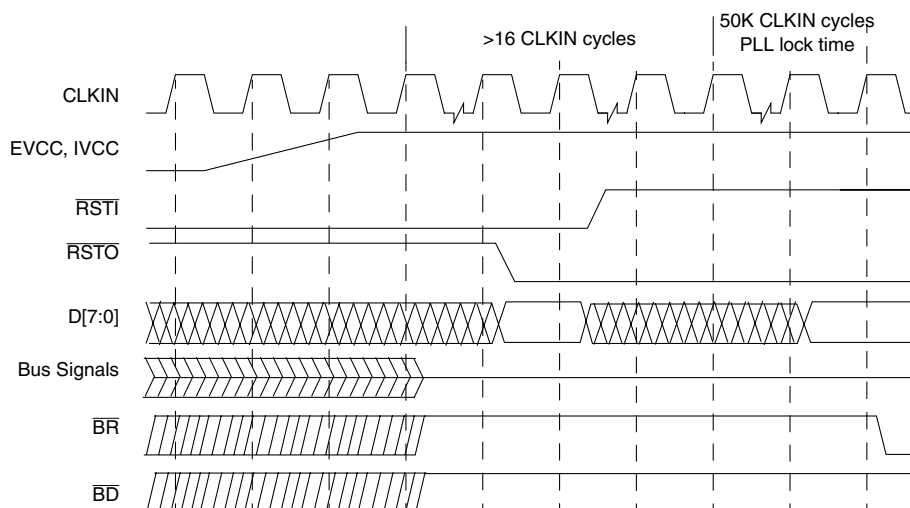 50K CLKIN cycles
>16 CLKIN cycles
PLL lock time
CLKIN
EVCC, IVCC
RSTI
RSTO
D[7:0]
Bus Signals
BR
BD